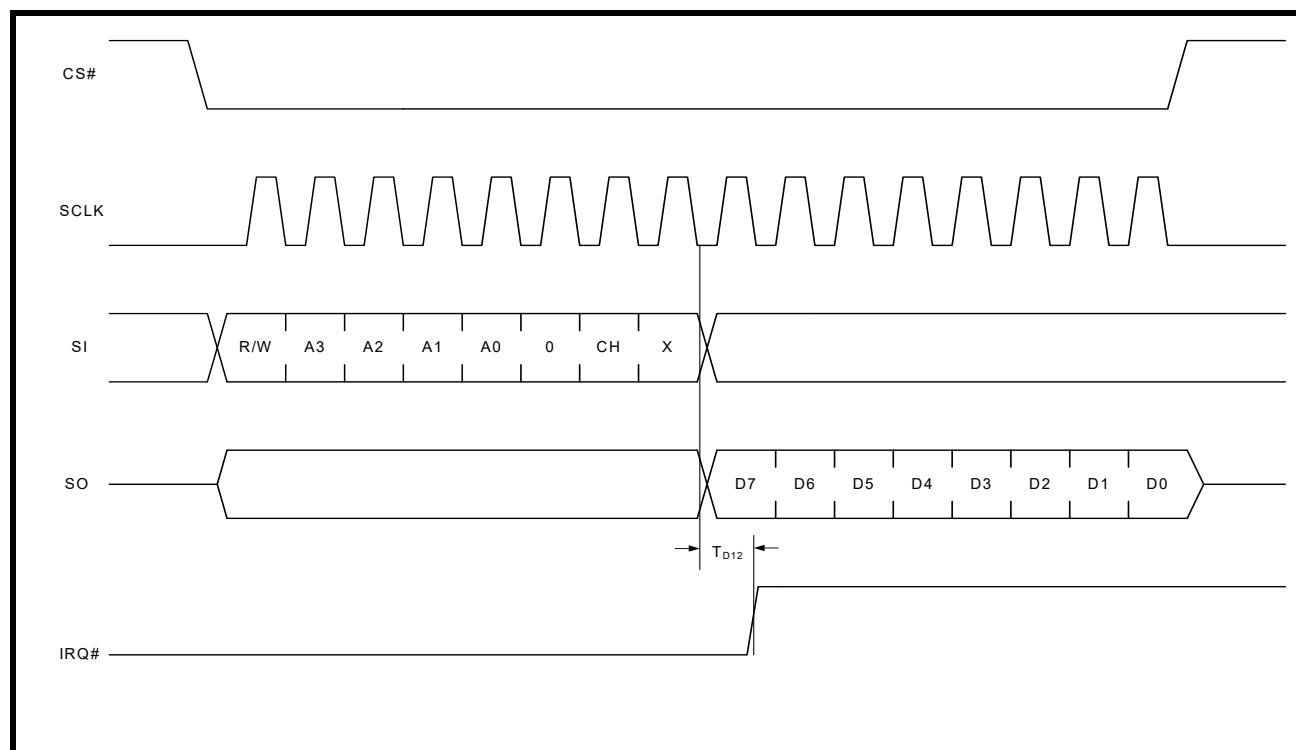 CS#
SCLK
SI R/W A3 A2 A1 A0 0 CH X
SO D7 D6 D5 D4 D3 D2 D1 D0
TD12
IRQ#